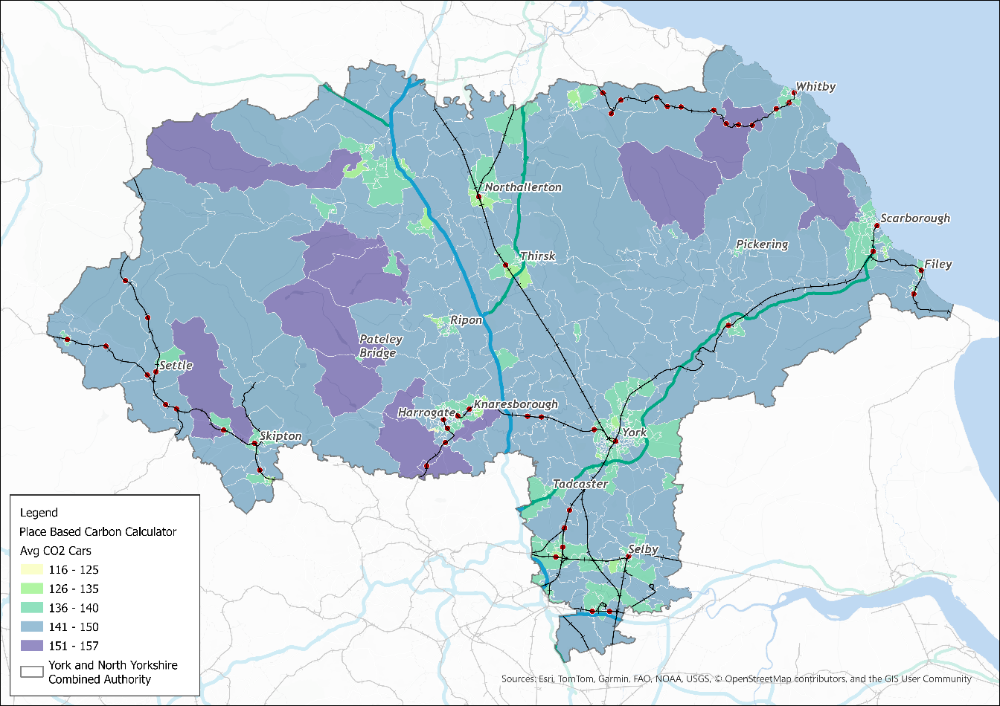 Whitby
Northallerton
Scarborough
Pickering
Thirsk
Filey
Ripon
Pateley
Bridge
Settle
Knaresborough
Harrogate
Skipton
York
Tadcaster
Selby
Legend
Place Based Carbon Calculator
Avg CO2 Cars
116 - 125
126 - 135
136 - 140
141 - 150
151 - 157
York and North Yorkshire
Combined Authority
Sources: Esri, TomTom, Garmin, FAO, NOAA, USGS, © OpenStreetMap contributors, and the GIS User Community